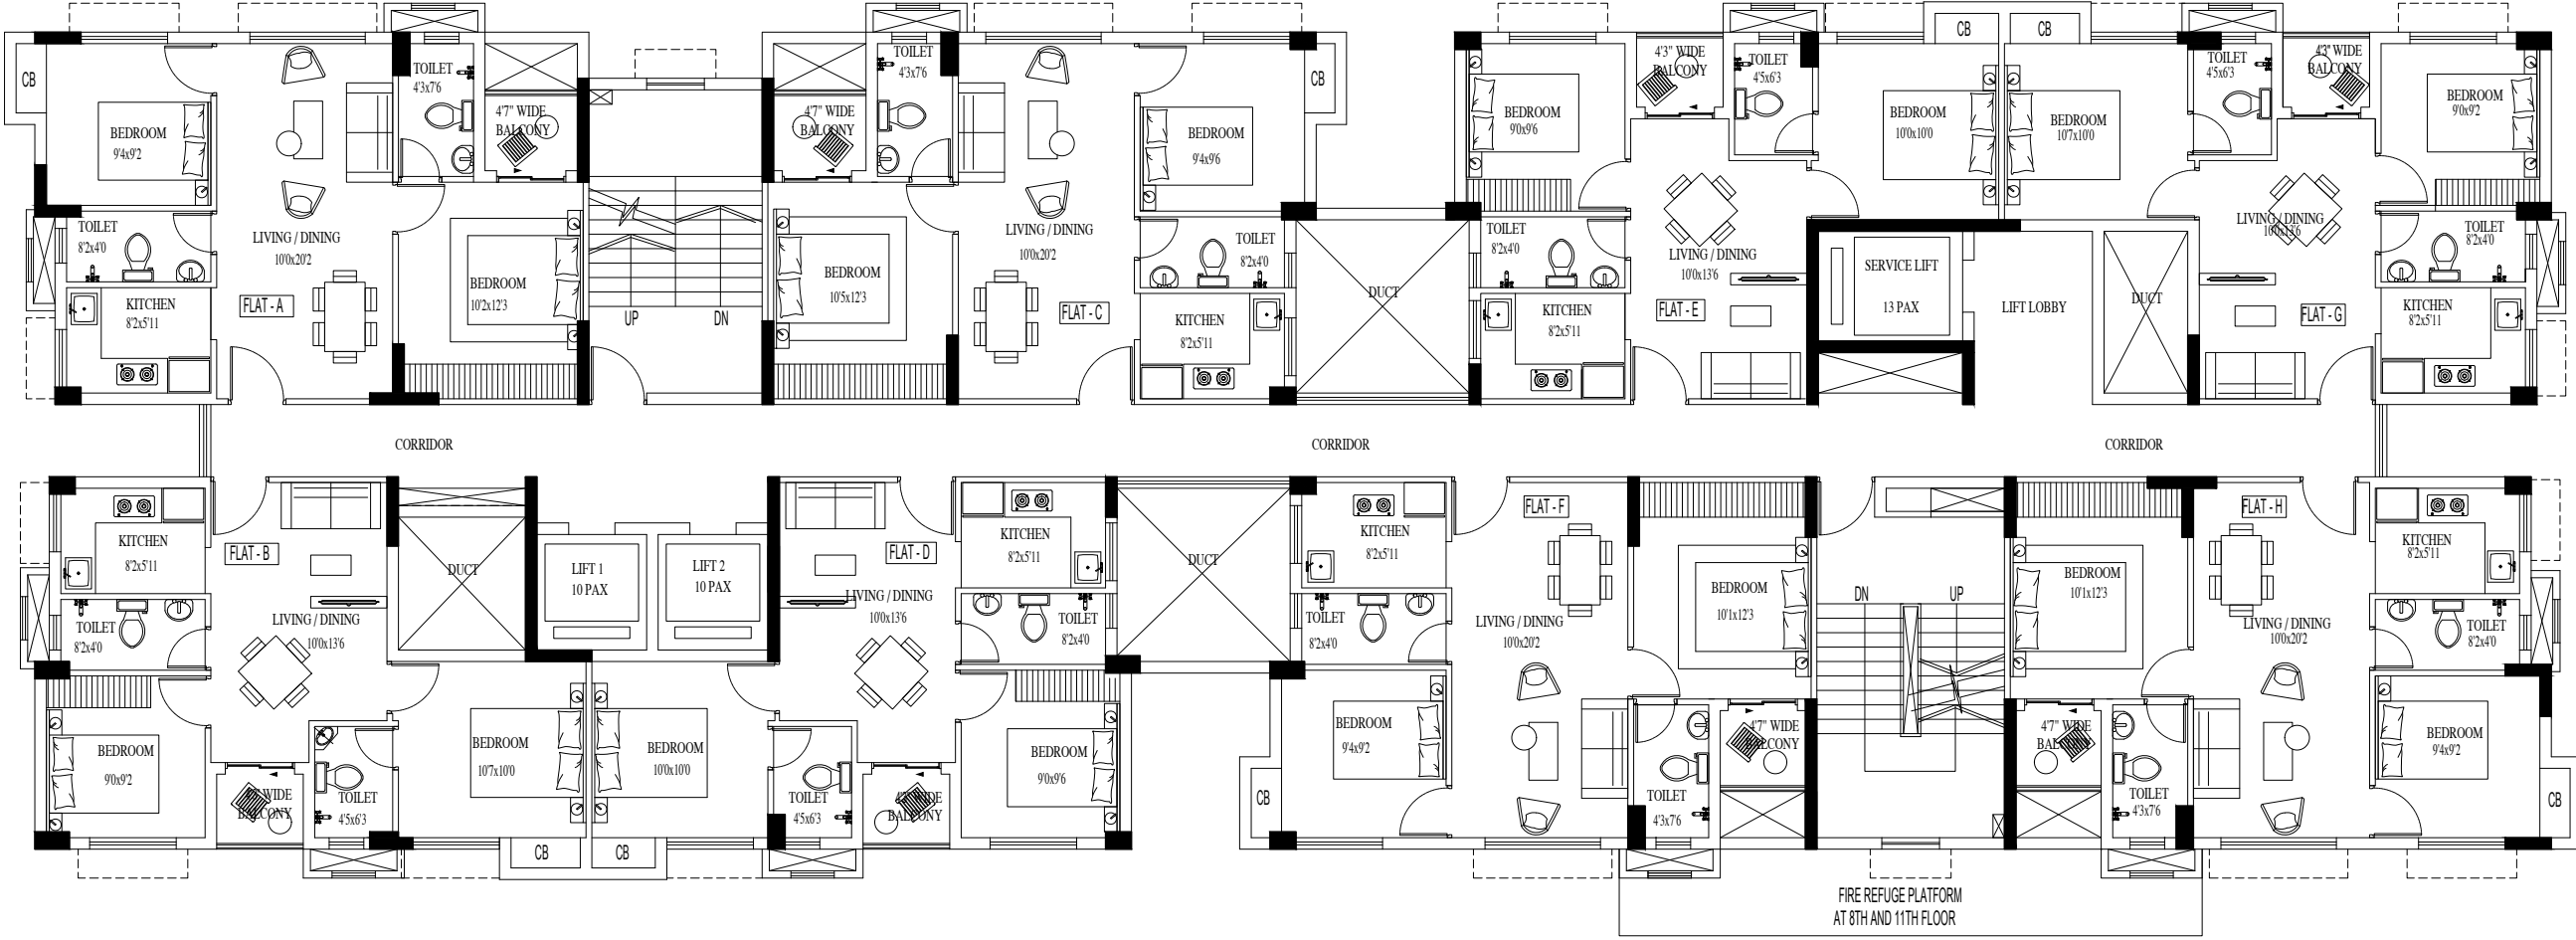 CB
BEDROOM
9'4x9'2
TOILET
8'2x4'0
KITCHEN
8'2x5'11
FLAT - A
LIVING / DINING
10'0x20'2
TOILET
4'3x7'6
4'7" WIDE
BALCONY
BEDROOM
10'2x12'3
UP
DN
4'7" WIDE
BALCONY
TOILET
4'3x7'6
BEDROOM
10'5x12'3
LIVING / DINING
10'0x20'2
FLAT - C
BEDROOM
9'4x9'6
CB
TOILET
8'2x4'0
KITCHEN
8'2x5'11
DUCT
BEDROOM
9'0x9'6
TOILET
8'2x4'0
KITCHEN
8'2x5'11
4'3" WIDE
BALCONY
TOILET
4'5x6'3
LIVING / DINING
10'0x13'6
FLAT - E
BEDROOM
10'0x10'0
CB
CB
BEDROOM
10'7x10'0
SERVICE LIFT
13 PAX
LIFT LOBBY
DUCT
TOILET
4'5x6'3
4'3" WIDE
BALCONY
LIVING / DINING
10'0x13'6
FLAT - G
BEDROOM
9'0x9'2
TOILET
8'2x4'0
KITCHEN
8'2x5'11
CORRIDOR
CORRIDOR
CORRIDOR
KITCHEN
8'2x5'11
TOILET
8'2x4'0
BEDROOM
9'0x9'2
FLAT - B
LIVING / DINING
10'0x13'6
WIDE
BALCONY
TOILET
4'5x6'3
DUCT
BEDROOM
10'7x10'0
CB
LIFT 1
10 PAX
LIFT 2
10 PAX
BEDROOM
10'0x10'0
CB
FLAT - D
LIVING / DINING
10'0x13'6
TOILET
4'5x6'3
WIDE
BALCONY
KITCHEN
8'2x5'11
TOILET
8'2x4'0
BEDROOM
9'0x9'6
DUCT
KITCHEN
8'2x5'11
TOILET
8'2x4'0
BEDROOM
9'4x9'2
CB
FLAT - F
LIVING / DINING
10'0x20'2
BEDROOM
10'1x12'3
TOILET
4'3x7'6
4'7" WIDE
BALCONY
DN
UP
BEDROOM
10'1x12'3
4'7" WIDE
BALCONY
TOILET
4'3x7'6
FLAT - H
LIVING / DINING
10'0x20'2
KITCHEN
8'2x5'11
TOILET
8'2x4'0
BEDROOM
9'4x9'2
CB
FIRE REFUGE PLATFORM
AT 8TH AND 11TH FLOOR